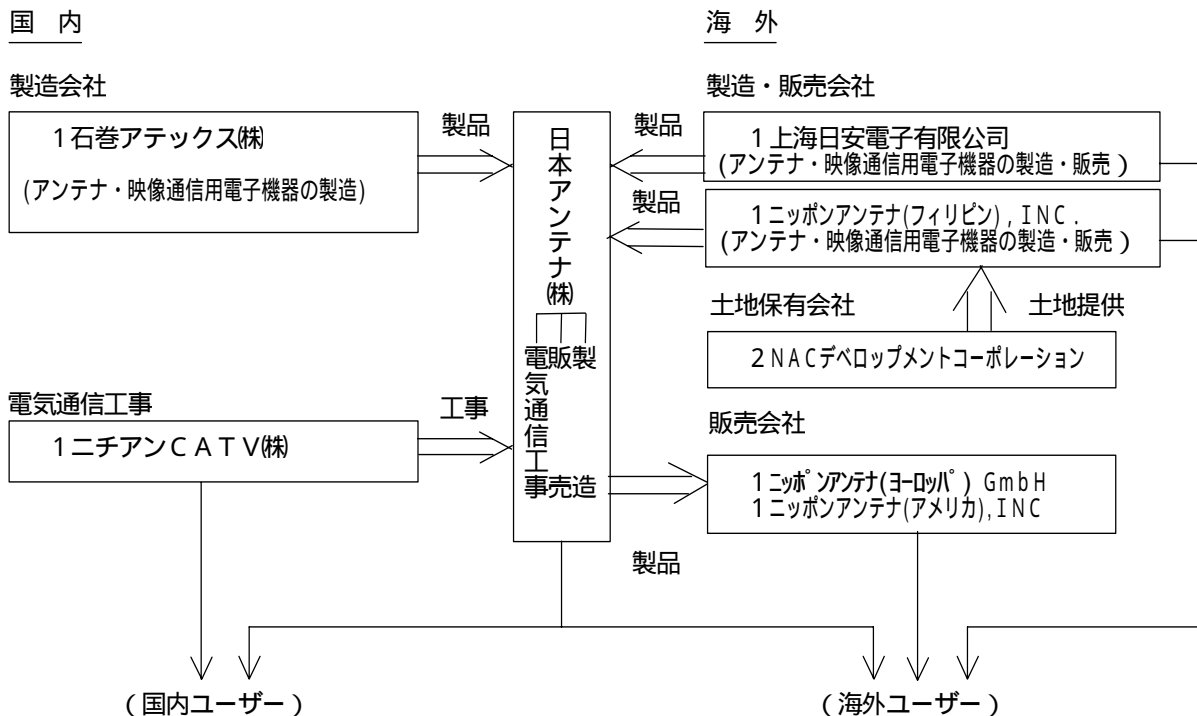 国 内
海 外
製造会社
製造・販売会社
1石巻アテックス㈱
(アンテナ・映像通信用電子機器の製造)
製品
日本アンテナ㈱
製造
販売
電気通信工事
製品
1上海日安電子有限公司
(アンテナ・映像通信用電子機器の製造・販売)
製品
1ニッポンアンテナ(フィリピン),INC.
(アンテナ・映像通信用電子機器の製造・販売)
土地保有会社
土地提供
2NACデベロップメントコーポレーション
電気通信工事
1ニチアンCATV㈱
工事
販売会社
1ニッポンアンテナ(ヨーロッパ)GmbH
1ニッポンアンテナ(アメリカ),INC
製品
(国内ユーザー)
(海外ユーザー)